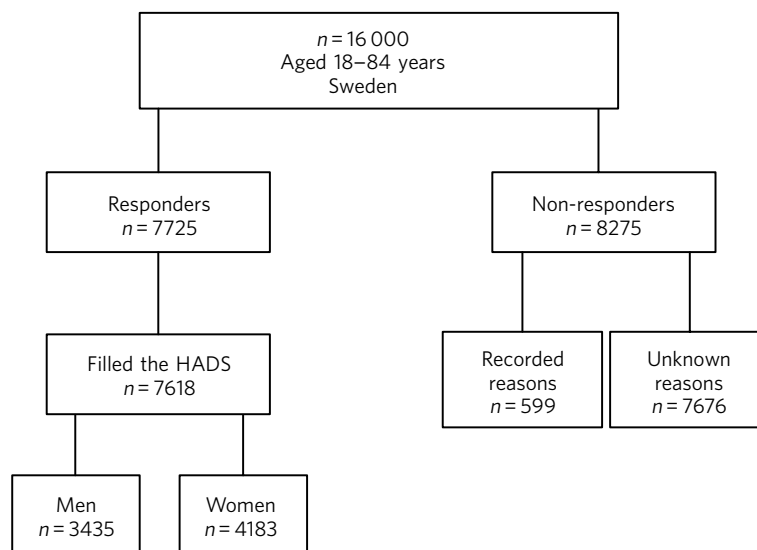 n = 16 000
Aged 18–84 years
Sweden
Responders
n = 7725
Non-responders
n = 8275
Filled the HADS
n = 7618
Recorded
reasons
n = 599
Unknown
reasons
n = 7676
Men
n = 3435
Women
n = 4183